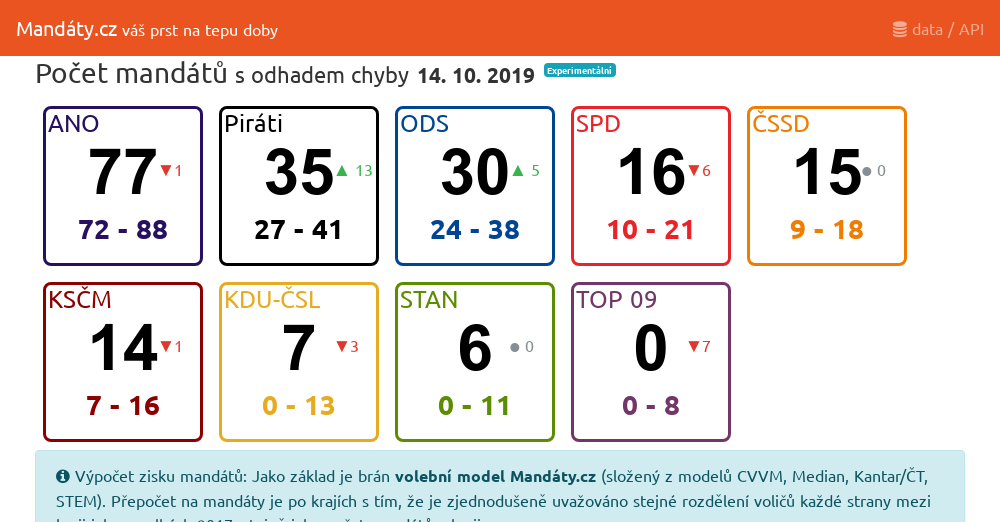 Mandáty.cz váš prst na tepu doby
data / API
Počet mandátů s odhadem chyby 14. 10. 2019 Experimentální
ANO
77 ▼1
72 - 88
Piráti
35 ▲ 13
27 - 41
ODS
30 ▲ 5
24 - 38
SPD
16 ▼6
10 - 21
ČSSD
15 ● 0
9 - 18
KSČM
14 ▼1
7 - 16
KDU-ČSL
7 ▼3
0 - 13
STAN
6 ● 0
0 - 11
TOP 09
0 ▼7
0 - 8
Výpočet zisku mandátů: Jako základ je brán volební model Mandáty.cz (složený z modelů CVVM, Median, Kantar/ČT,
STEM). Přepočet na mandáty je po krajích s tím, že je zjednodušeně uvažováno stejné rozdělení voličů každé strany mezi